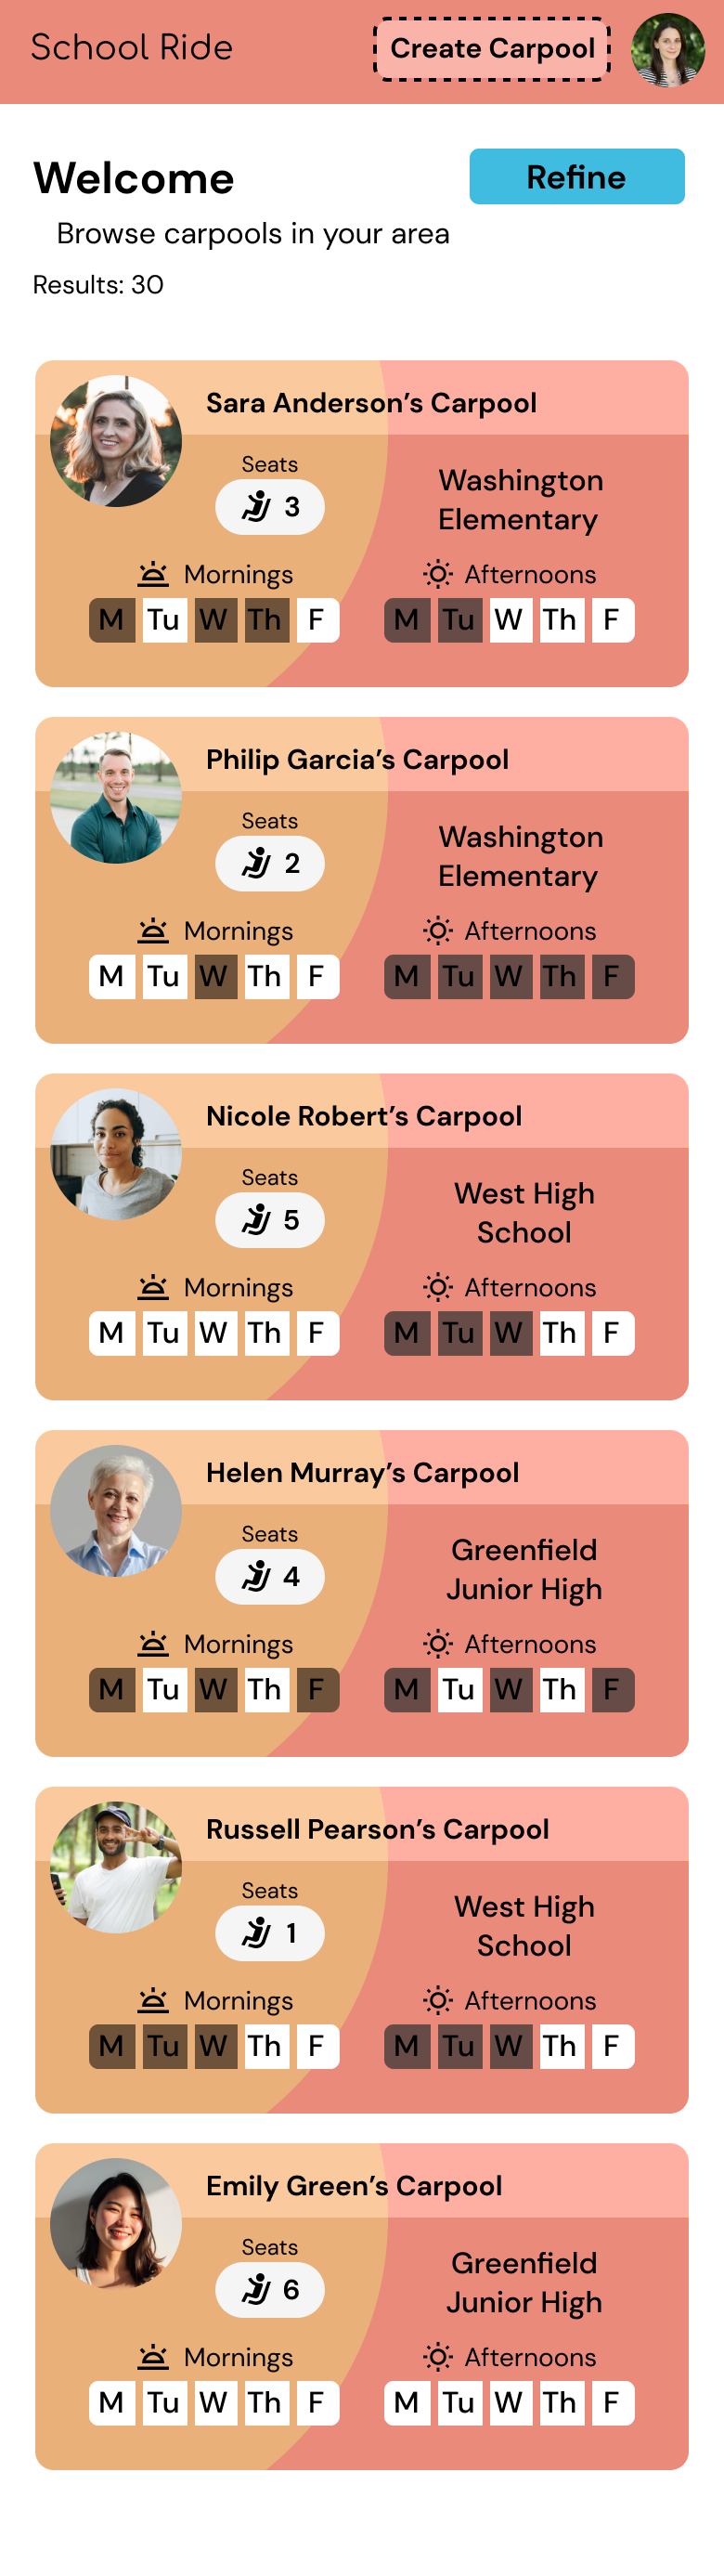 School Ride
Create Carpool
Welcome
Refine
Browse carpools in your area
Results: 30
Sara Anderson’s Carpool
Seats
3
Washington
Elementary
Mornings
Afternoons
M Tu W Th F
M Tu W Th F
Philip Garcia’s Carpool
Seats
2
Washington
Elementary
Mornings
Afternoons
M Tu W Th F
M Tu W Th F
Nicole Robert’s Carpool
Seats
5
West High
School
Mornings
Afternoons
M Tu W Th F
M Tu W Th F
Helen Murray’s Carpool
Seats
4
Greenfield
Junior High
Mornings
Afternoons
M Tu W Th F
M Tu W Th F
Russell Pearson’s Carpool
Seats
1
West High
School
Mornings
Afternoons
M Tu W Th F
M Tu W Th F
Emily Green’s Carpool
Seats
6
Greenfield
Junior High
Mornings
Afternoons
M Tu W Th F
M Tu W Th F